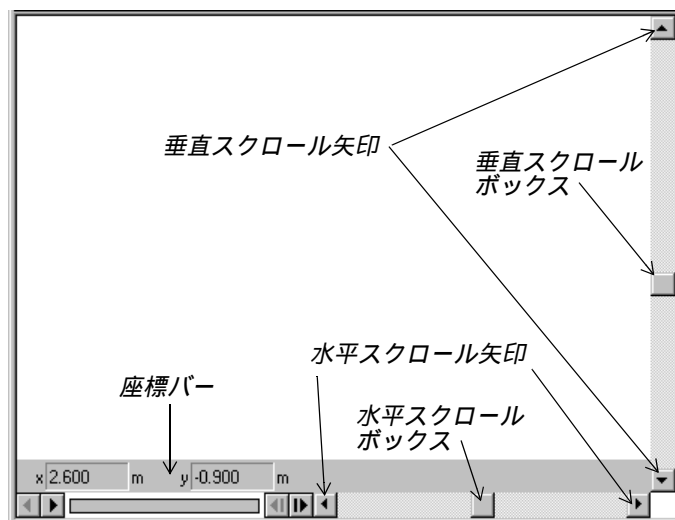 垂直スクロール矢印
垂直スクロール
ボックス
水平スクロール矢印
座標バー
水平スクロール
ボックス
x 2.600 m y -0.900 m